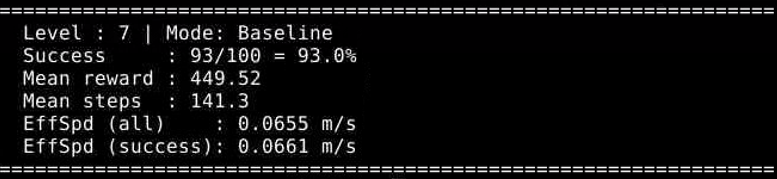 ================================================================
Level : 7 | Mode: Baseline
Success      : 93/100 = 93.0%
Mean reward : 449.52
Mean steps  : 141.3
EffSpd (all)    : 0.0655 m/s
EffSpd (success): 0.0661 m/s
================================================================